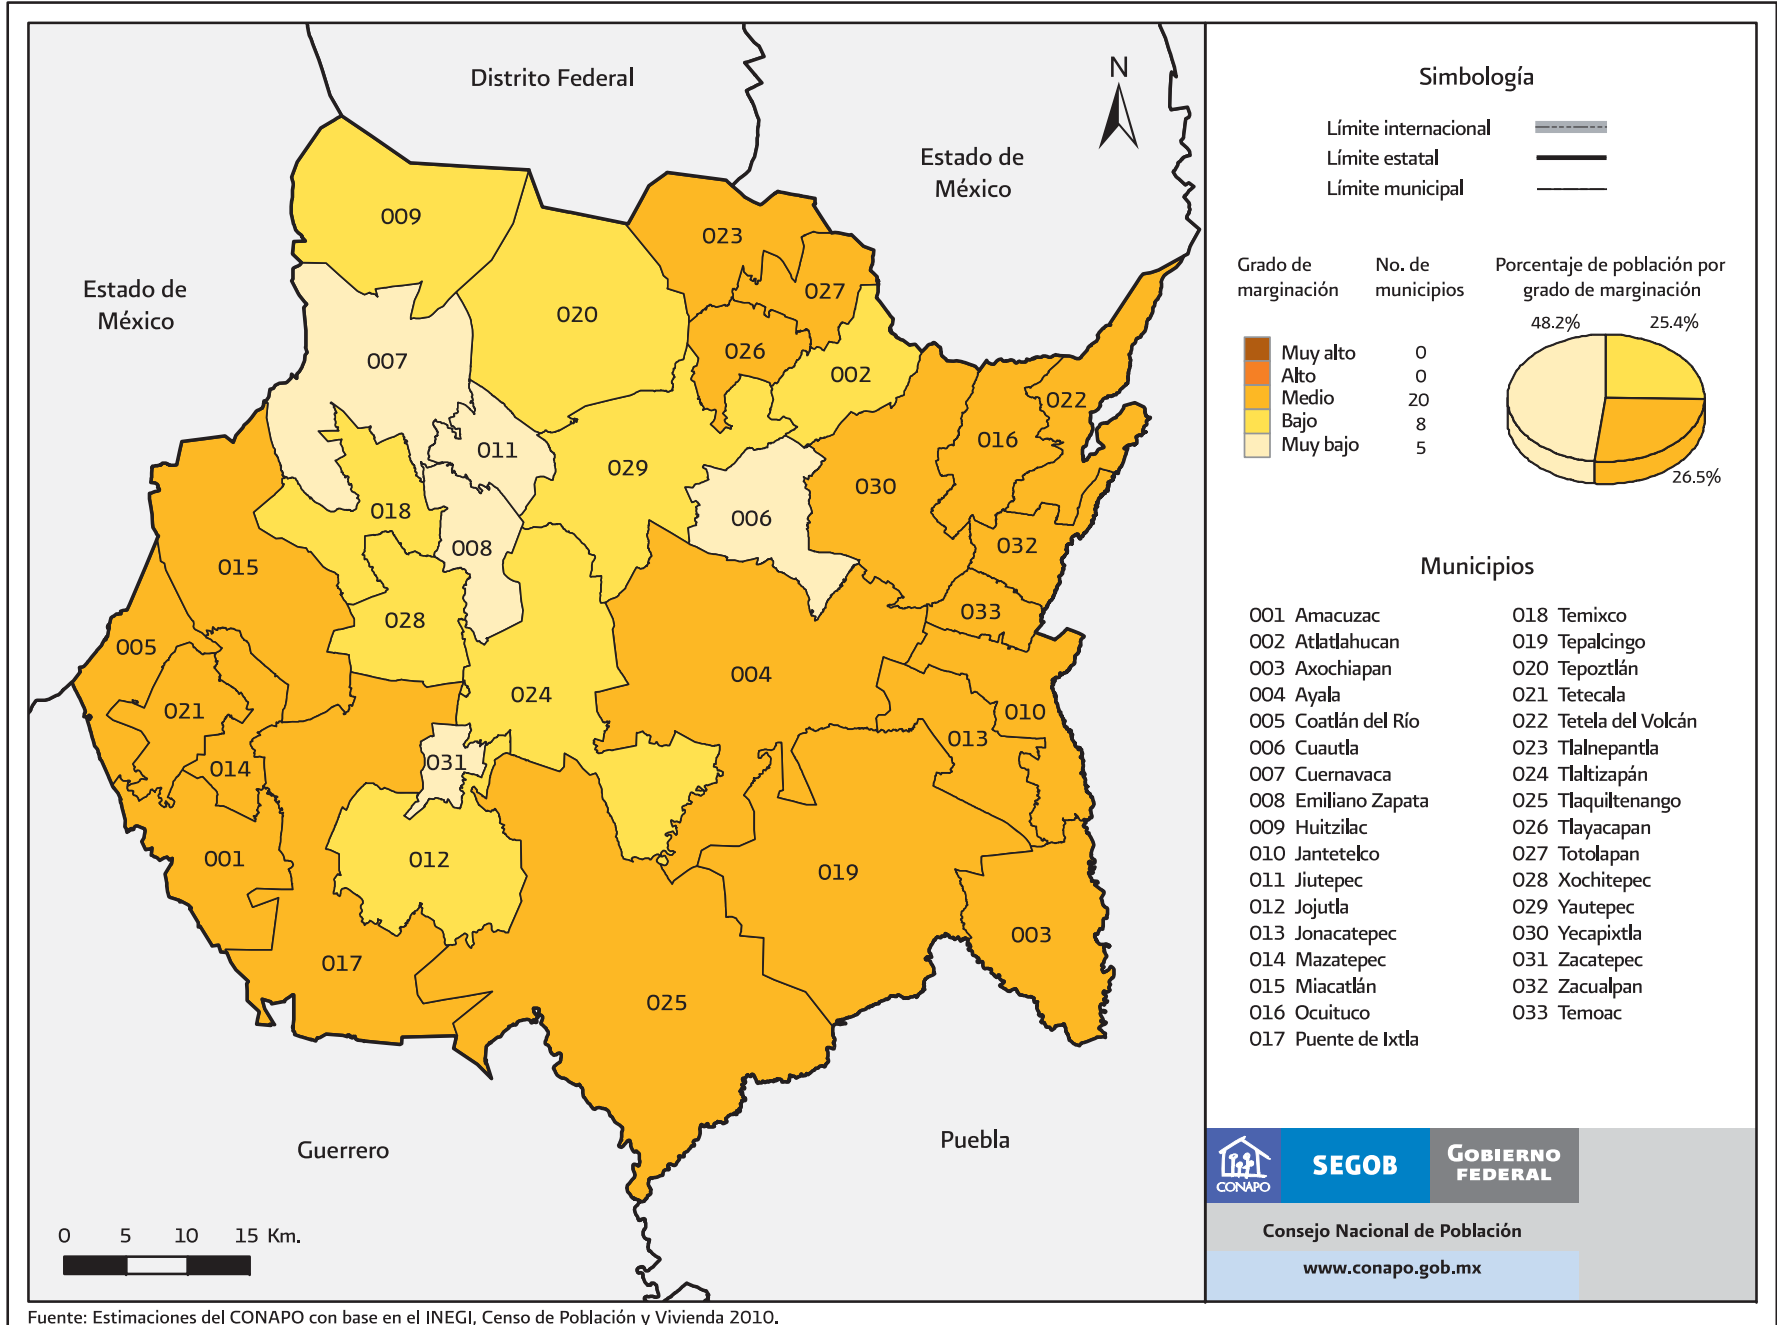 Distrito Federal
N
Estado de
México
Estado de
México
009
023
027
020
026
007
002
022
011
016
029
030
018
006
008
032
015
033
028
005
004
024
021
010
013
031
014
001
012
019
003
017
025
Guerrero
Puebla
0 5 10 15 Km.
Simbología
Límite internacional
Límite estatal
Límite municipal
Grado de
marginación
No. de
municipios
Porcentaje de población por
grado de marginación
48.2% 25.4%
26.5%
Muy alto 0
Alto 0
Medio 20
Bajo 8
Muy bajo 5
Municipios
001 Amacuzac
002 Atlatlahucan
003 Axochiapan
004 Ayala
005 Coatlán del Río
006 Cuautla
007 Cuernavaca
008 Emiliano Zapata
009 Huitzilac
010 Jantetelco
011 Jiutepec
012 Jojutla
013 Jonacatepec
014 Mazatepec
015 Miacatlán
016 Ocuituco
017 Puente de Ixtla
018 Temixco
019 Tepalcingo
020 Tepoztlán
021 Tetecala
022 Tetela del Volcán
023 Tlalnepantla
024 Tlaltizapán
025 Tlaquiltenango
026 Tlayacapan
027 Totolapan
028 Xochitepec
029 Yautepec
030 Yecapixtla
031 Zacatepec
032 Zacualpan
033 Temoac
CONAPO
SEGOB
GOBIERNO
FEDERAL
Consejo Nacional de Población
www.conapo.gob.mx
Fuente: Estimaciones del CONAPO con base en el INEGI, Censo de Población y Vivienda 2010.